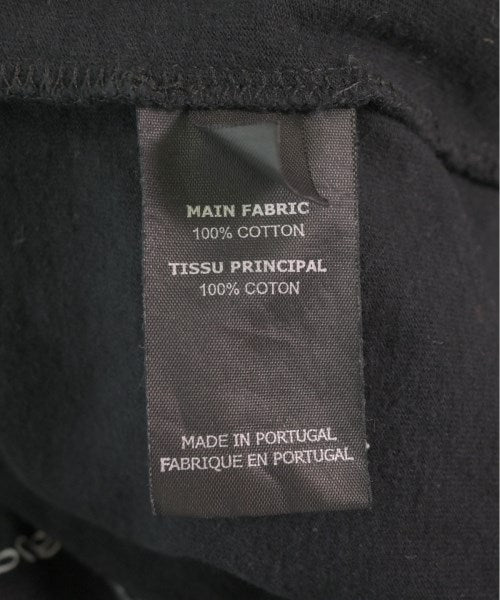 MAIN FABRIC
100% COTTON
TISSU PRINCIPAL
100% COTON
MADE IN PORTUGAL
FABRIQUE EN PORTUGAL